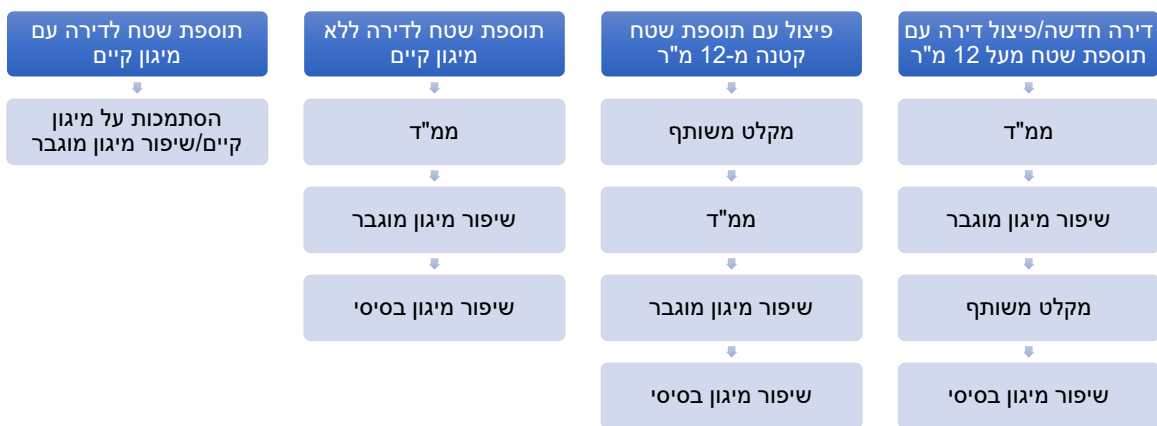 דירה חדשה/פיצול דירה עם
תוספת שטח מעל 12 מ"ר
ממ"ד
שיפור מיגון מוגבר
מקלט משותף
שיפור מיגון בסיסי
פיצול עם תוספת שטח
קטנה מ-12 מ"ר
מקלט משותף
ממ"ד
שיפור מיגון מוגבר
שיפור מיגון בסיסי
תוספת שטח לדירה ללא
מיגון קיים
ממ"ד
שיפור מיגון מוגבר
שיפור מיגון בסיסי
תוספת שטח לדירה עם
מיגון קיים
הסתמכות על מיגון
קיים/שיפור מיגון מוגבר